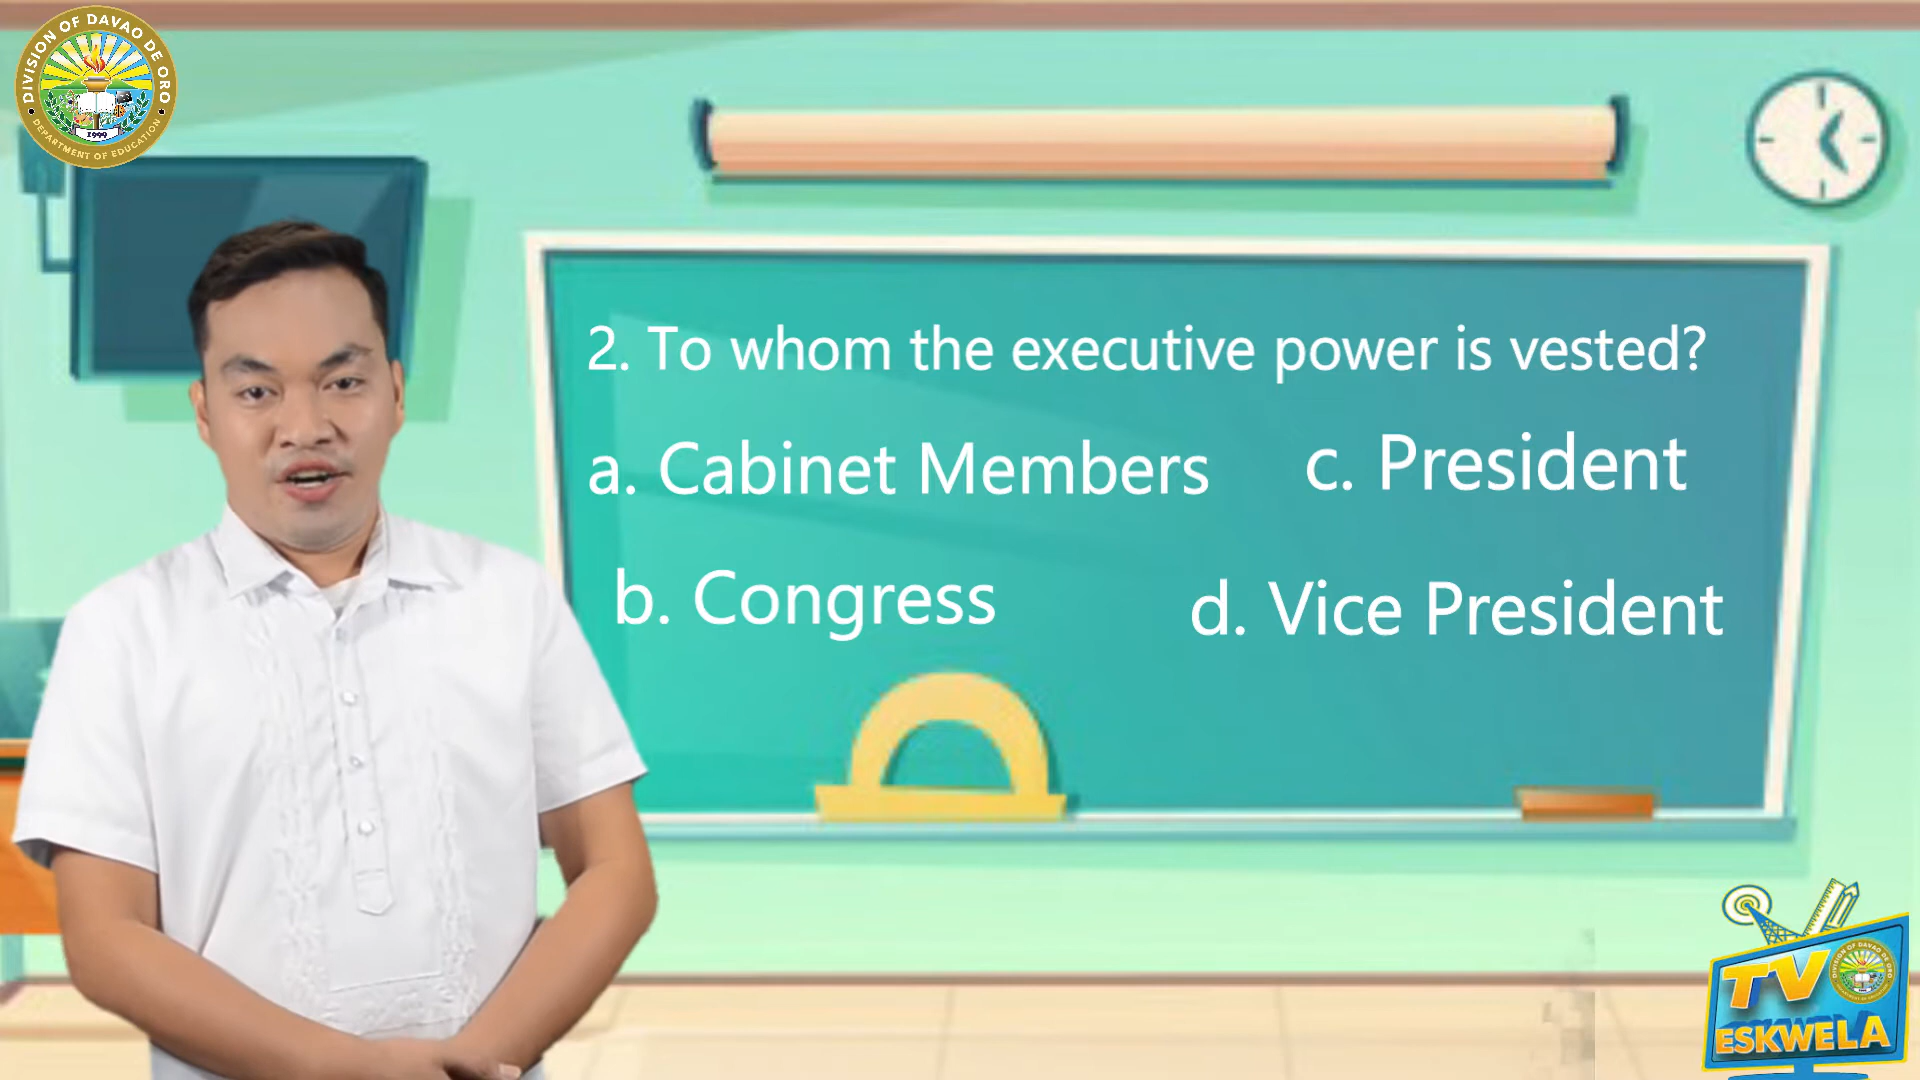 DIVISION OF DAVAO DE ORO
DEPARTMENT OF EDUCATION
1999
2. To whom the executive power is vested?
a. Cabinet Members
c. President
b. Congress
d. Vice President
TV
ESKWELA